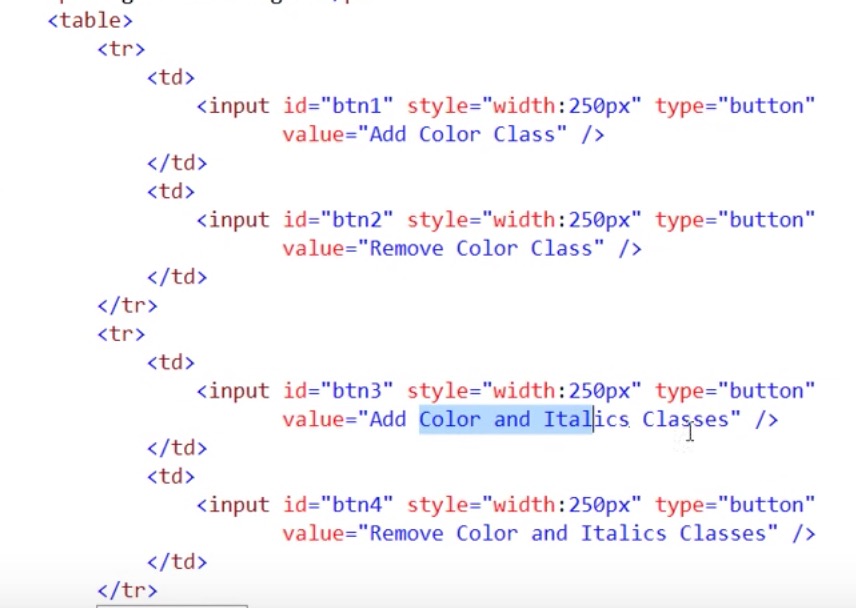 <table>
<tr>
<td>
<input id="btn1" style="width:250px" type="button"
value="Add Color Class" />
</td>
<td>
<input id="btn2" style="width:250px" type="button"
value="Remove Color Class" />
</td>
</tr>
<tr>
<td>
<input id="btn3" style="width:250px" type="button"
value="Add Color and Italics Classes" />
</td>
<td>
<input id="btn4" style="width:250px" type="button"
value="Remove Color and Italics Classes" />
</td>
</tr>